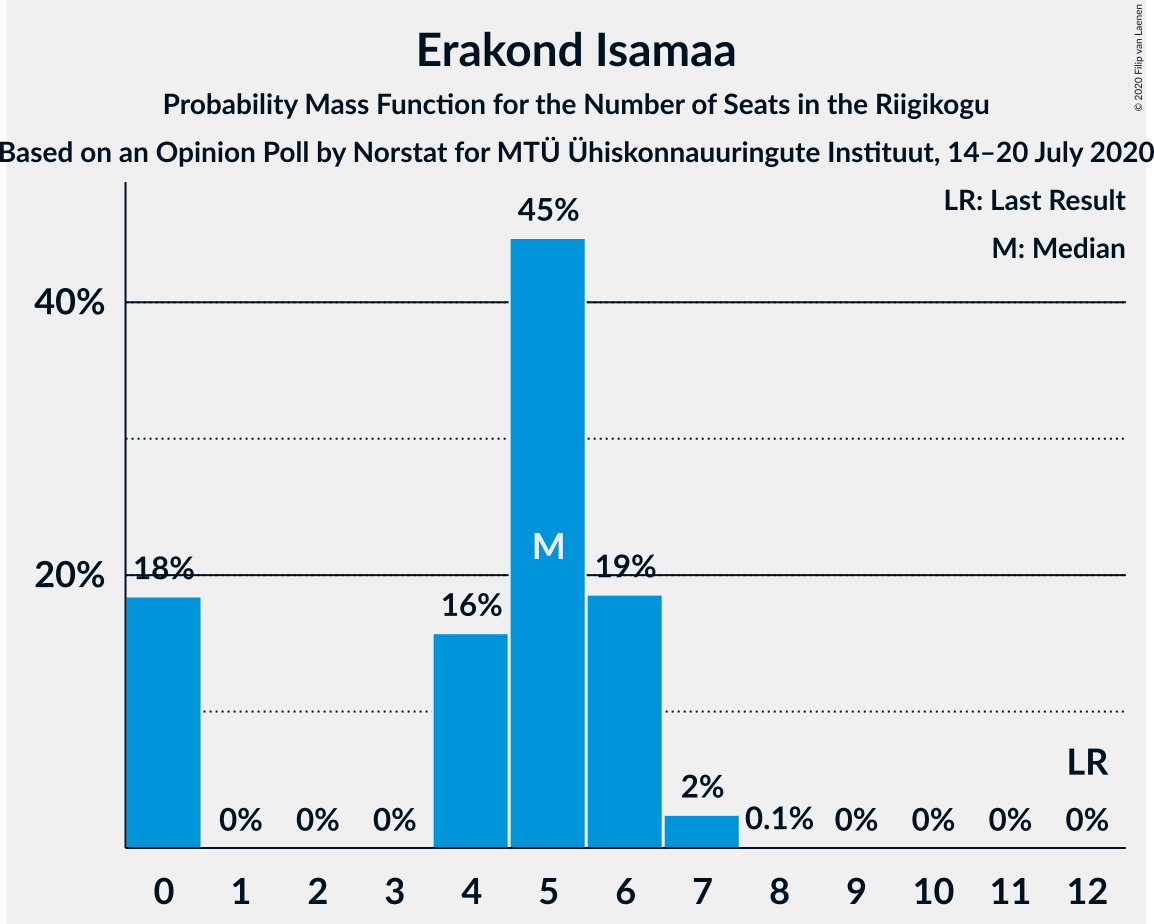 Erakond Isamaa
Probability Mass Function for the Number of Seats in the Riigikogu
Based on an Opinion Poll by Norstat for MTÜ Ühiskonnauuringute Instituut, 14–20 July 2020
© 2020 Filip van Laenen
LR: Last Result
M: Median
45%
40%
M
20%
18% 0% 0% 0% 16% 19% 2% 0.1% 0% 0% 0% 0%
LR
0 1 2 3 4 5 6 7 8 9 10 11 12